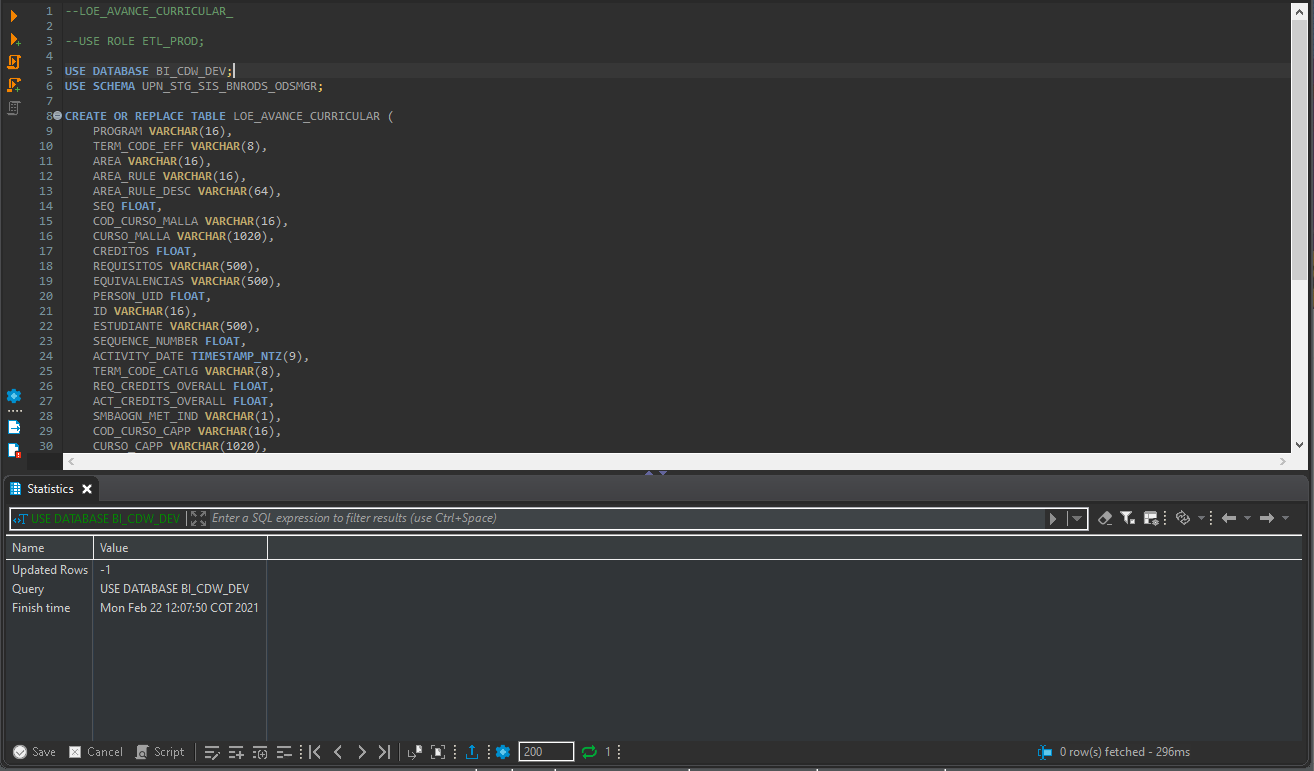 1 --LOE_AVANCE_CURRICULAR_
2
3 --USE ROLE ETL_PROD;
4
5 USE DATABASE BI_CDW_DEV;
6 USE SCHEMA UPN_STG_SIS_BNRODS_ODSMGR;
7
8 CREATE OR REPLACE TABLE LOE_AVANCE_CURRICULAR (
9 PROGRAM VARCHAR(16),
10 TERM_CODE_EFF VARCHAR(8),
11 AREA VARCHAR(16),
12 AREA_RULE VARCHAR(16),
13 AREA_RULE_DESC VARCHAR(64),
14 SEQ FLOAT,
15 COD_CURSO_MALLA VARCHAR(16),
16 CURSO_MALLA VARCHAR(1020),
17 CREDITOS FLOAT,
18 REQUISITOS VARCHAR(500),
19 EQUIVALENCIAS VARCHAR(500),
20 PERSON_UID FLOAT,
21 ID VARCHAR(16),
22 ESTUDIANTE VARCHAR(500),
23 SEQUENCE_NUMBER FLOAT,
24 ACTIVITY_DATE TIMESTAMP_NTZ(9),
25 TERM_CODE_CATLG VARCHAR(8),
26 REQ_CREDITS_OVERALL FLOAT,
27 ACT_CREDITS_OVERALL FLOAT,
28 SMBAOGN_MET_IND VARCHAR(1),
29 COD_CURSO_CAPP VARCHAR(16),
30 CURSO_CAPP VARCHAR(1020),
Statistics
USE DATABASE BI_CDW_DEV Enter a SQL expression to filter results (use Ctrl+Space)
Name Value
Updated Rows -1
Query USE DATABASE BI_CDW_DEV
Finish time Mon Feb 22 12:07:50 COT 2021
Save Cancel Script 200 1 0 row(s) fetched - 296ms